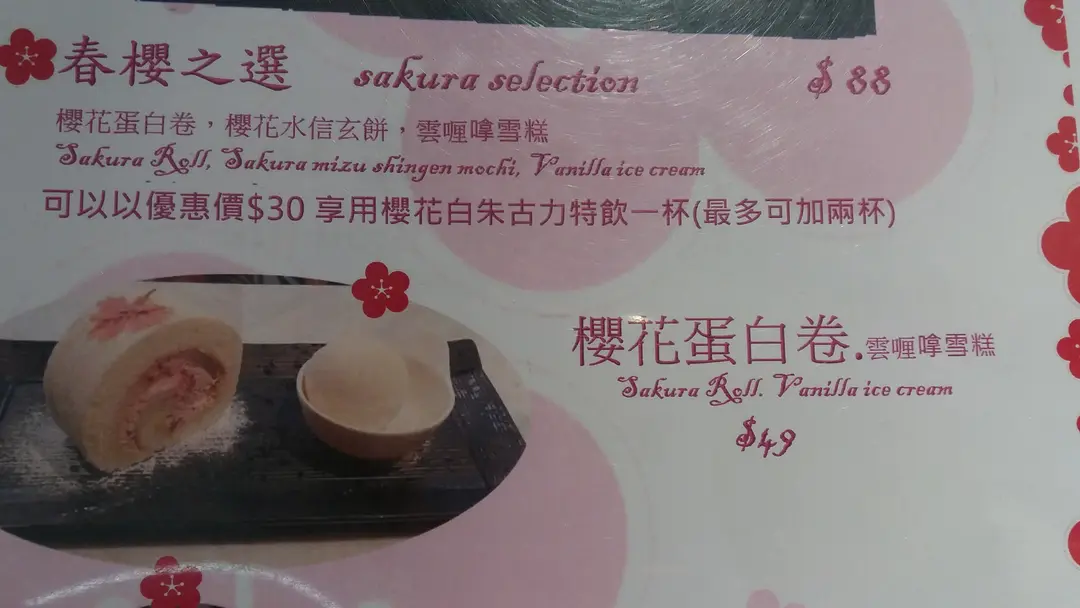 春櫻之選 sakura selection $ 88
櫻花蛋白卷，櫻花水信玄餅，雲喱拿雪糕
Sakura Roll, Sakura mizu shingen mochi, Vanilla ice cream
可以以優惠價$30 享用櫻花白朱古力特飲一杯(最多可加兩杯)
櫻花蛋白卷.雲喱拿雪糕
Sakura Roll. Vanilla ice cream
$49